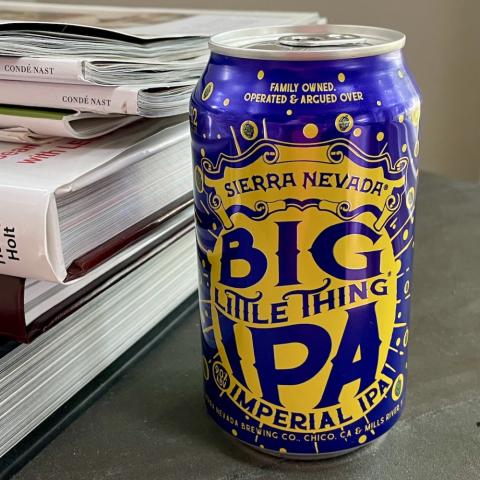 CONDÉ NAST
CONDÉ NAST
Holt
FAMILY OWNED,
OPERATED & ARGUED OVER
SIERRA NEVADA®
BIG
LITTLE THING®
IPA
IMPERIAL IPA
NEVADA BREWING CO., CHICO, CA & MILLS RIVER,